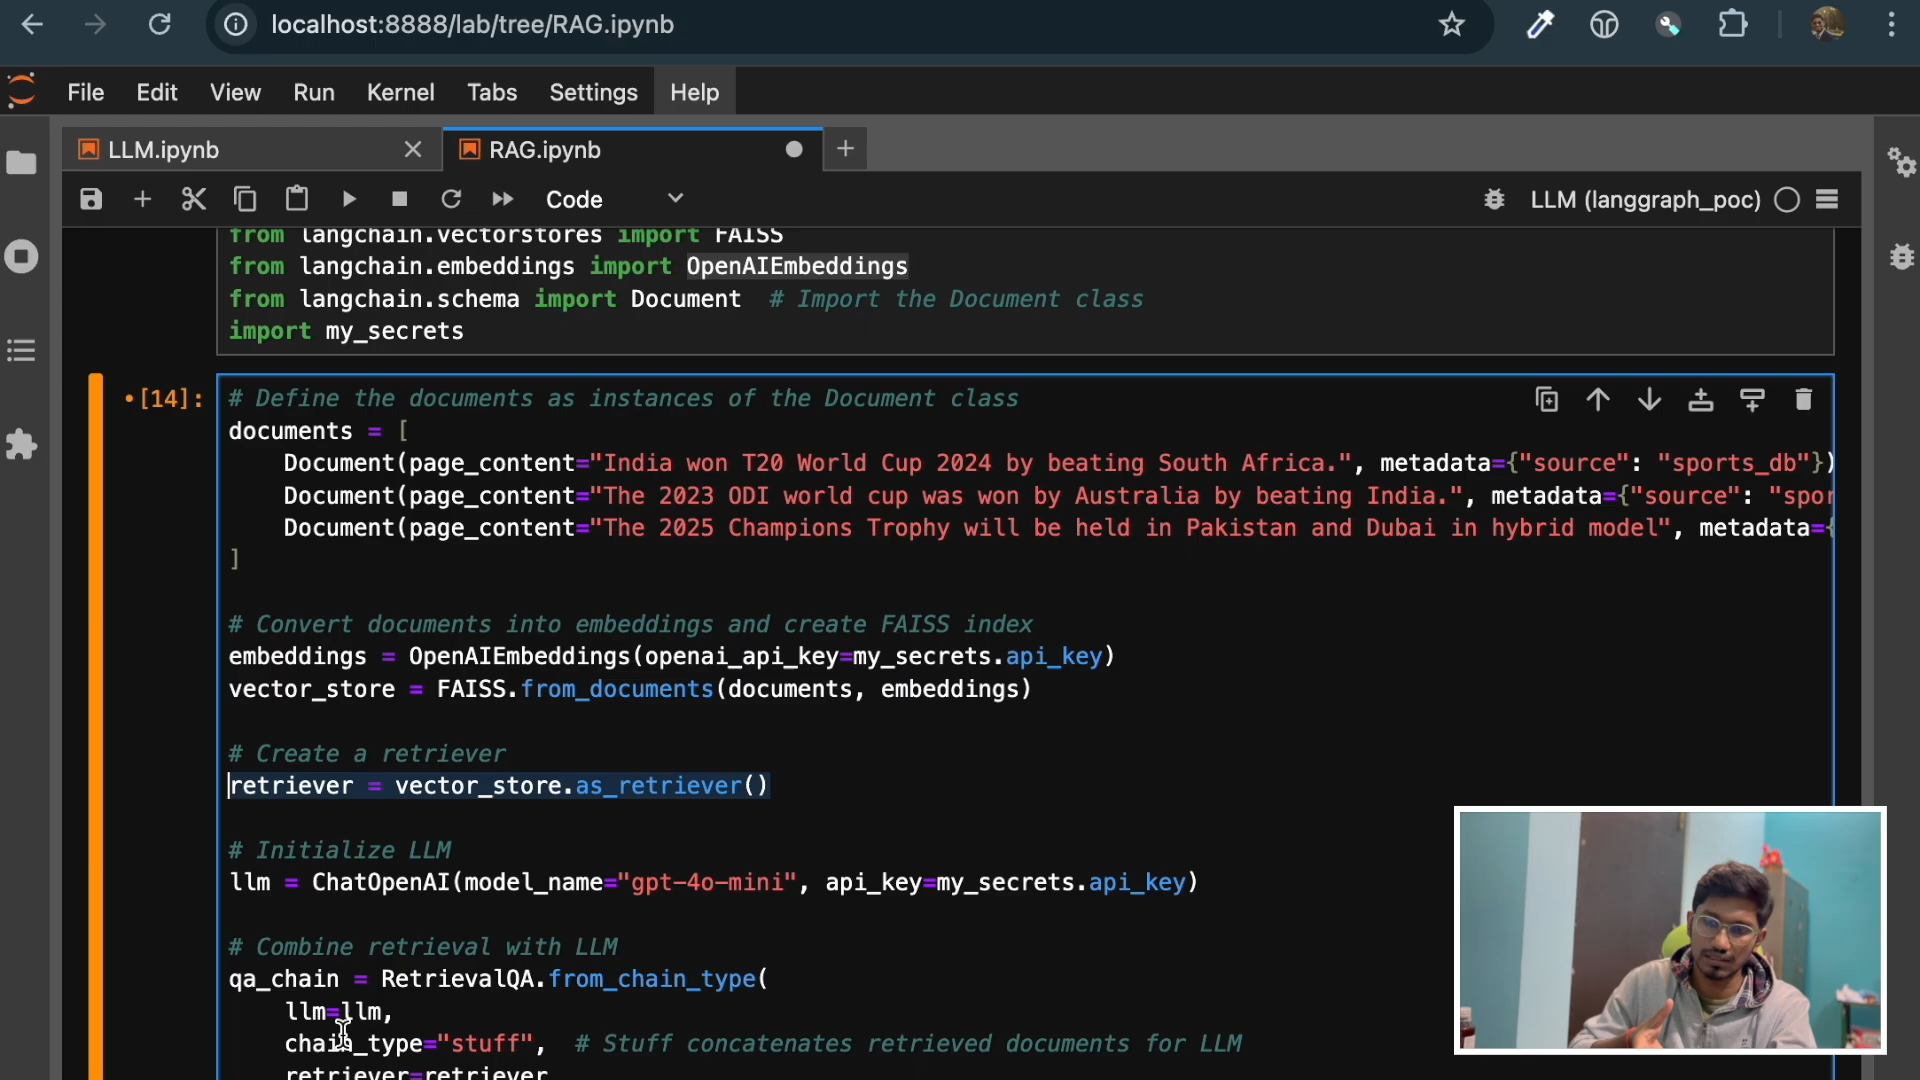 localhost:8888/lab/tree/RAG.ipynb
File Edit View Run Kernel Tabs Settings Help
LLM.ipynb RAG.ipynb
Code LLM (langgraph_poc)
from langchain.vectorstores import FAISS
from langchain.embeddings import OpenAIEmbeddings
from langchain.schema import Document  # Import the Document class
import my_secrets
•[14]: # Define the documents as instances of the Document class
documents = [
    Document(page_content="India won T20 World Cup 2024 by beating South Africa.", metadata={"source": "sports_db"})
    Document(page_content="The 2023 ODI world cup was won by Australia by beating India.", metadata={"source": "spor
    Document(page_content="The 2025 Champions Trophy will be held in Pakistan and Dubai in hybrid model", metadata={
]
# Convert documents into embeddings and create FAISS index
embeddings = OpenAIEmbeddings(openai_api_key=my_secrets.api_key)
vector_store = FAISS.from_documents(documents, embeddings)
# Create a retriever
retriever = vector_store.as_retriever()
# Initialize LLM
llm = ChatOpenAI(model_name="gpt-4o-mini", api_key=my_secrets.api_key)
# Combine retrieval with LLM
qa_chain = RetrievalQA.from_chain_type(
    llm=llm,
    chain_type="stuff",  # Stuff concatenates retrieved documents for LLM
    retriever=retriever